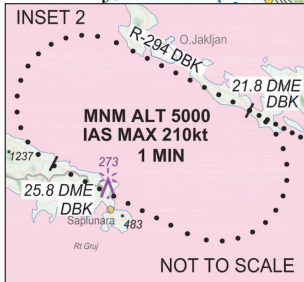 INSET 2
O.Jakljan
R-294 DBK
21.8 DME
DBK
MNM ALT 5000
IAS MAX 210kt
1 MIN
1237
273
25.8 DME
DBK
Saplunara
483
Rt Gruj
NOT TO SCALE